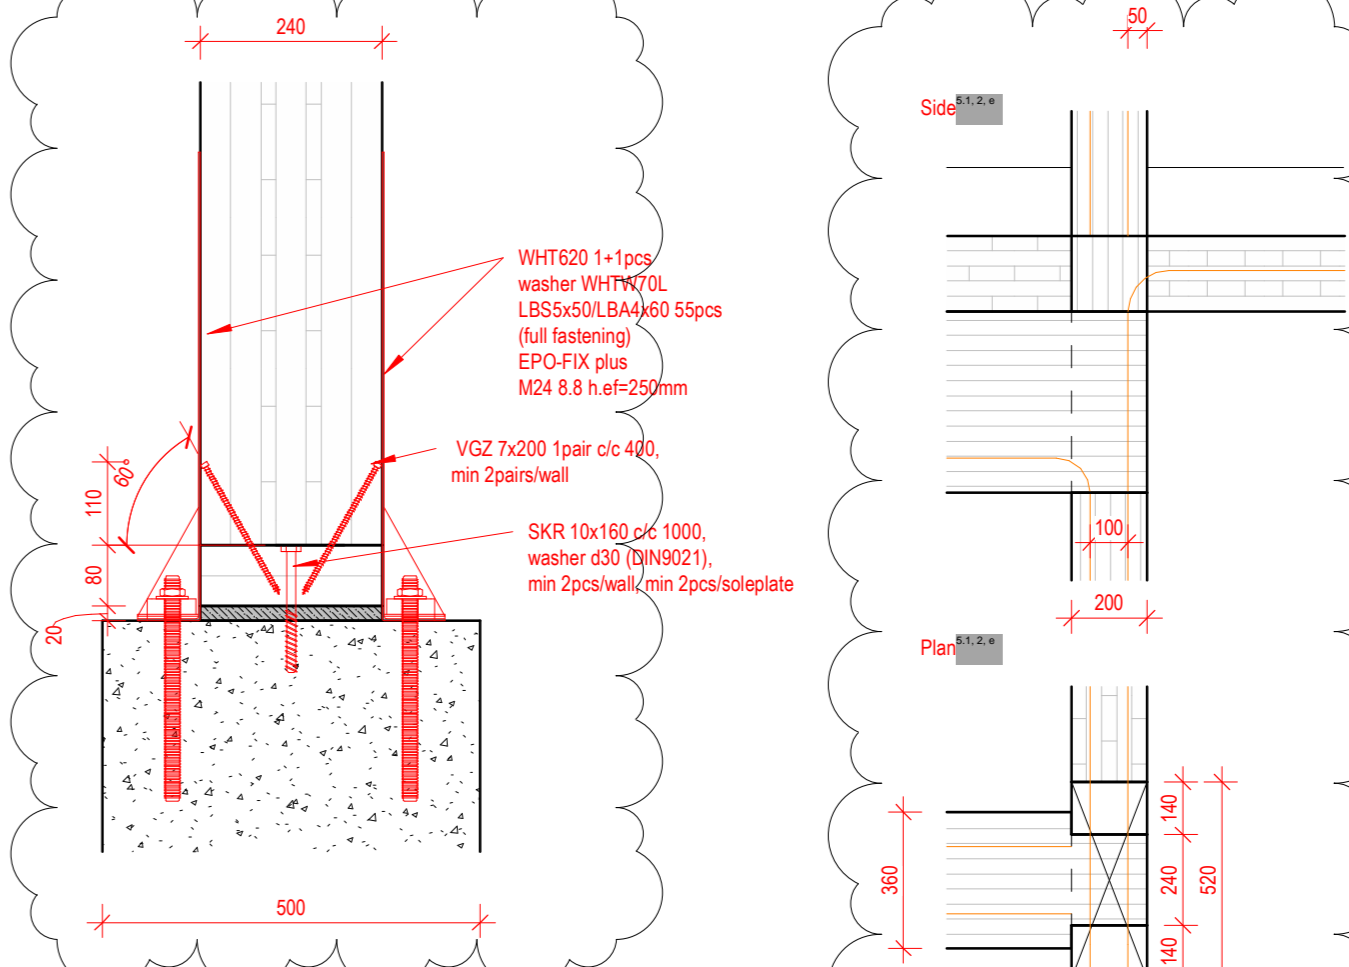 240
WHT620 1+1pcs
washer WHTW70L
LBS5x50/LBA4x60 55pcs
(full fastening)
EPO-FIX plus
M24 8.8 h.ef=250mm
VGZ 7x200 1pair c/c 400,
min 2pairs/wall
SKR 10x160 c/c 1000,
washer d30 (DIN9021),
min 2pcs/wall, min 2pcs/soleplate
60°
110
80
20
500
50
Side 5.1, 2, e
100
200
Plan 5.1, 2, e
360
140
240
520
140